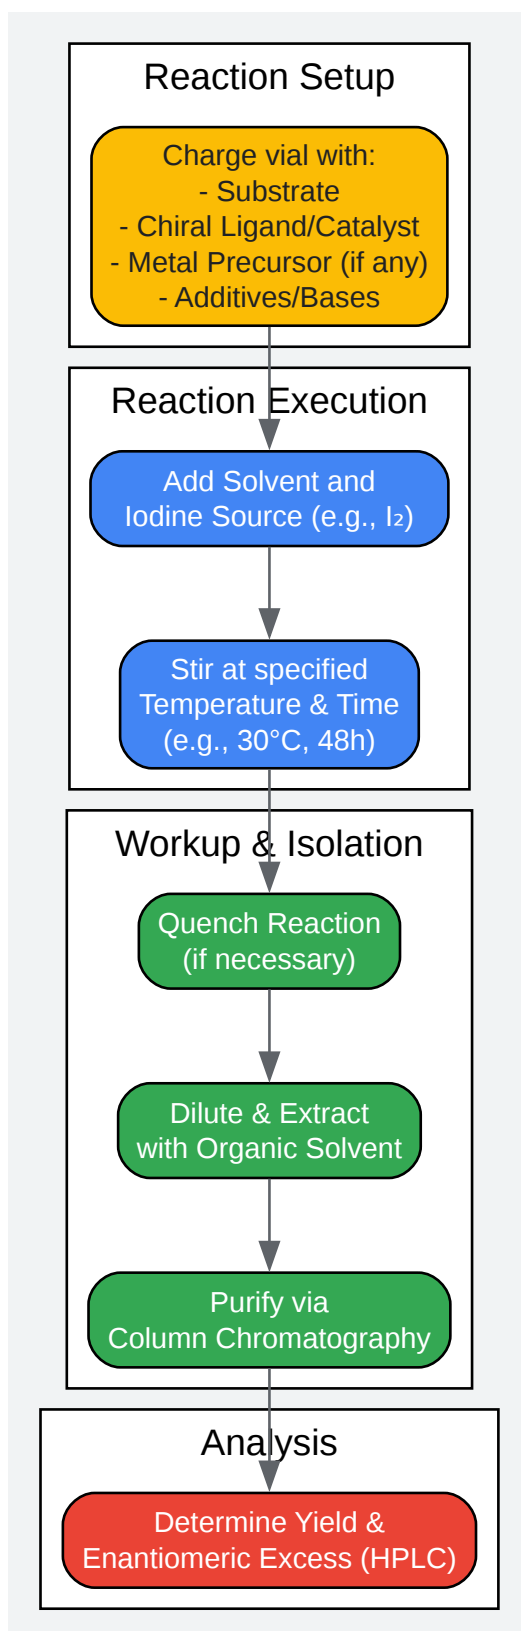 Reaction Setup
Charge vial with:
- Substrate
- Chiral Ligand/Catalyst
- Metal Precursor (if any)
- Additives/Bases
Reaction Execution
Add Solvent and
Iodine Source (e.g., I₂)
Stir at specified
Temperature & Time
(e.g., 30°C, 48h)
Workup & Isolation
Quench Reaction
(if necessary)
Dilute & Extract
with Organic Solvent
Purify via
Column Chromatography
Analysis
Determine Yield &
Enantiomeric Excess (HPLC)